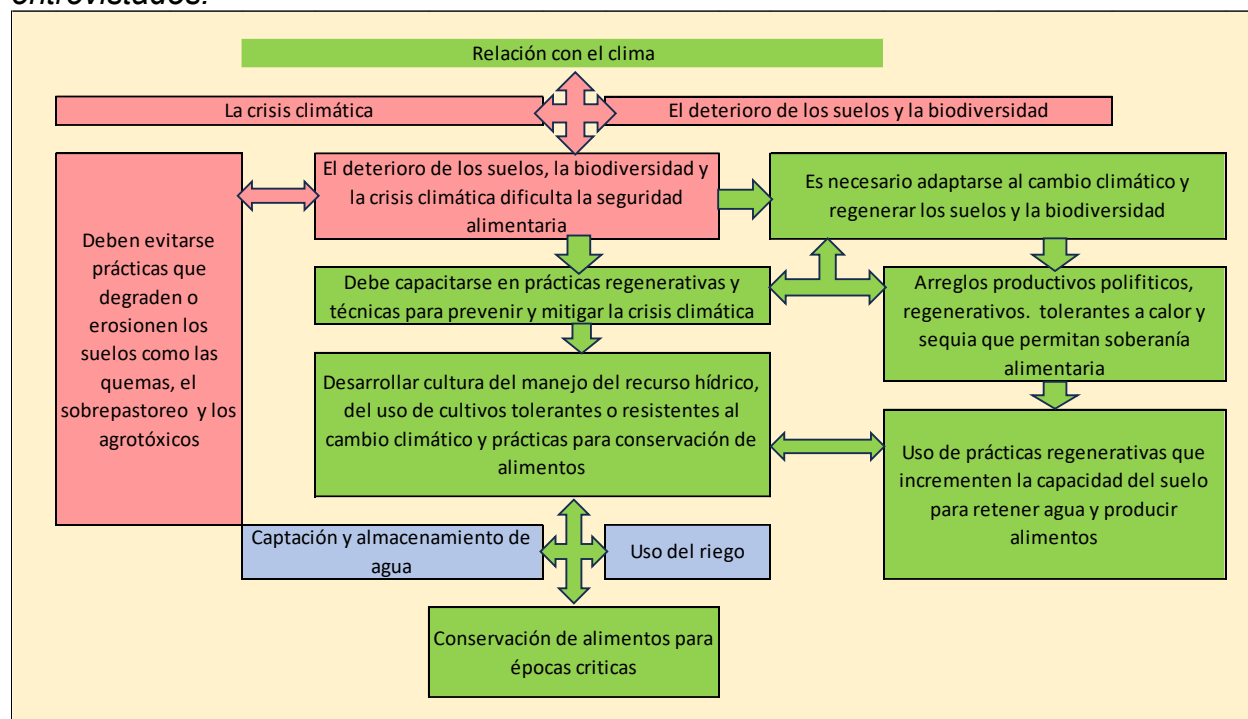 entrevistados.
Relación con el clima
La crisis climática
El deterioro de los suelos y la biodiversidad
El deterioro de los suelos, la biodiversidad y
la crisis climática dificulta la seguridad
alimentaria
Es necesario adaptarse al cambio climático y
regenerar los suelos y la biodiversidad
Deben evitarse
prácticas que
degraden o
erosionen los
suelos como las
quemas, el
sobrepastoreo y los
agrotóxicos
Debe capacitarse en prácticas regenerativas y
técnicas para prevenir y mitigar la crisis climática
Arreglos productivos polifiticos,
regenerativos. tolerantes a calor y
sequia que permitan soberanía
alimentaria
Desarrollar cultura del manejo del recurso hídrico,
del uso de cultivos tolerantes o resistentes al
cambio climático y prácticas para conservación de
alimentos
Uso de prácticas regenerativas que
incrementen la capacidad del suelo
para retener agua y producir
alimentos
Captación y almacenamiento de
agua
Uso del riego
Conservación de alimentos para
épocas criticas